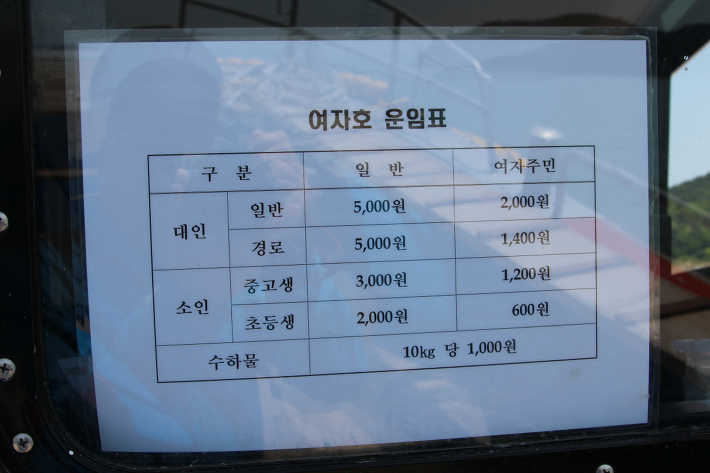 여자호 운임표
구 분 일 반 여자주민
대인 일반 5,000원 2,000원
경로 5,000원 1,400원
소인 중고생 3,000원 1,200원
초등생 2,000원 600원
수하물 10kg 당 1,000원